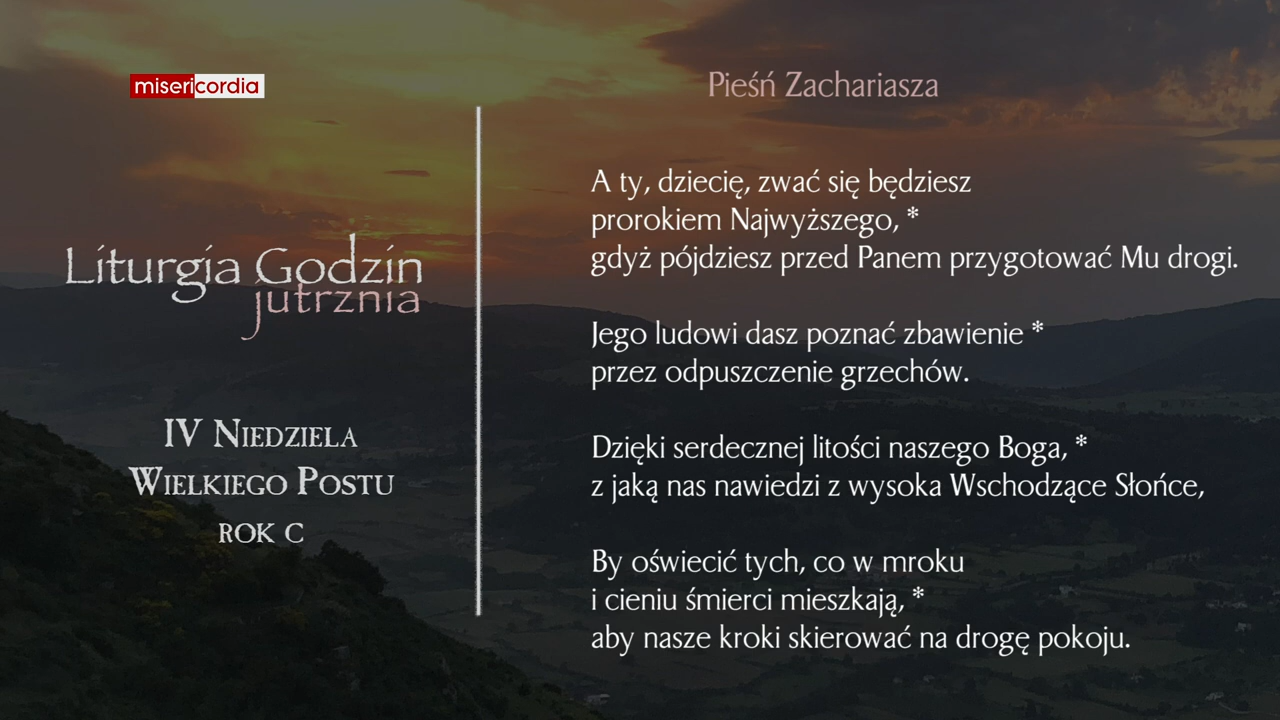 misericordia
Liturgia Godzin
jutrznia
IV Niedziela
Wielkiego Postu
rok C
Pieśń Zachariasza
A ty, dziecię, zwać się będziesz
prorokiem Najwyższego, *
gdyż pójdziesz przed Panem przygotować Mu drogi.
Jego ludowi dasz poznać zbawienie *
przez odpuszczenie grzechów.
Dzięki serdecznej litości naszego Boga, *
z jaką nas nawiedzi z wysoka Wschodzące Słońce,
By oświecić tych, co w mroku
i cieniu śmierci mieszkają, *
aby nasze kroki skierować na drogę pokoju.